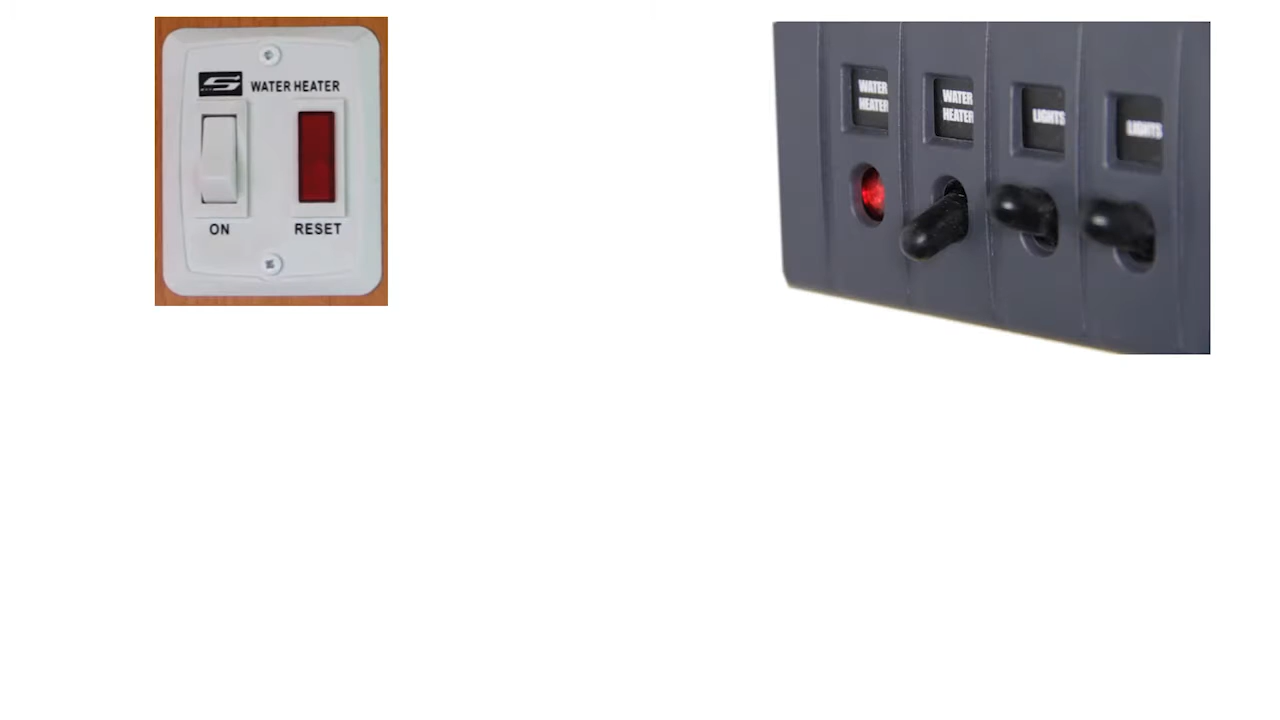 WATER HEATER
ON
RESET
WATER
HEATER
WATER
HEATER
LIGHTS
LIGHTS